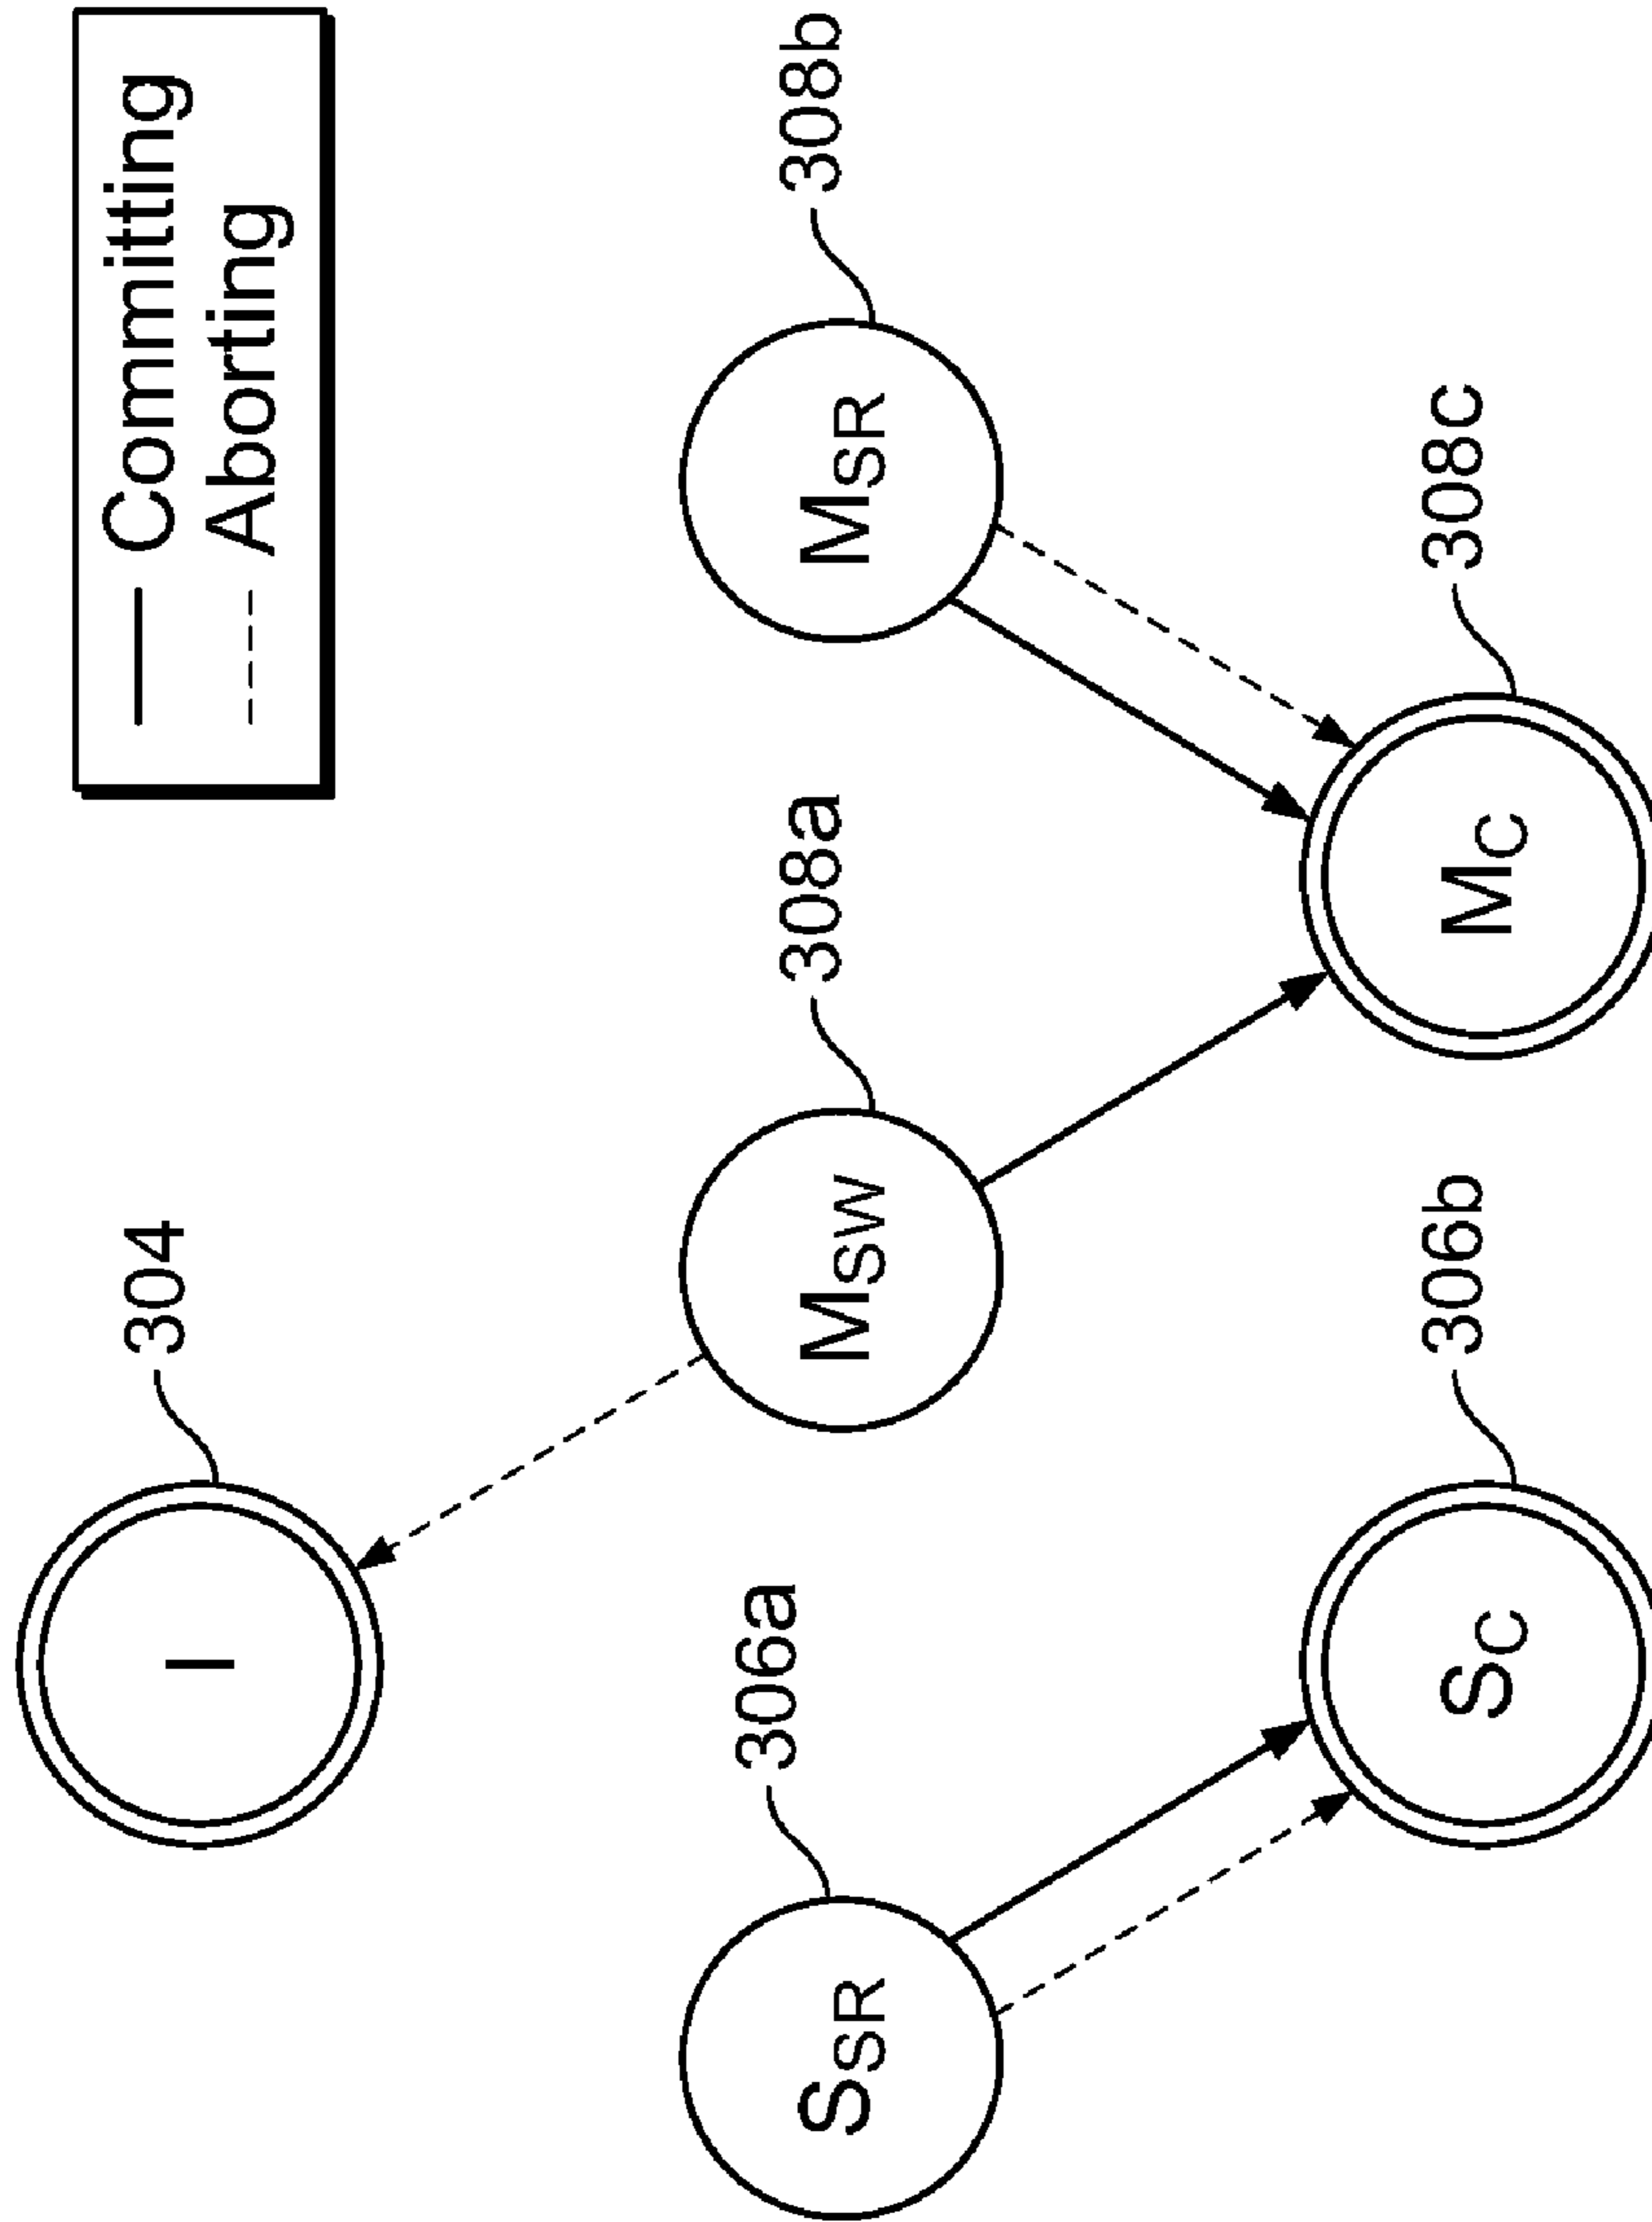 Committing
Aborting
304
I
306a
308a
308b
SSR
MSW
MSR
306b
308c
SC
MC